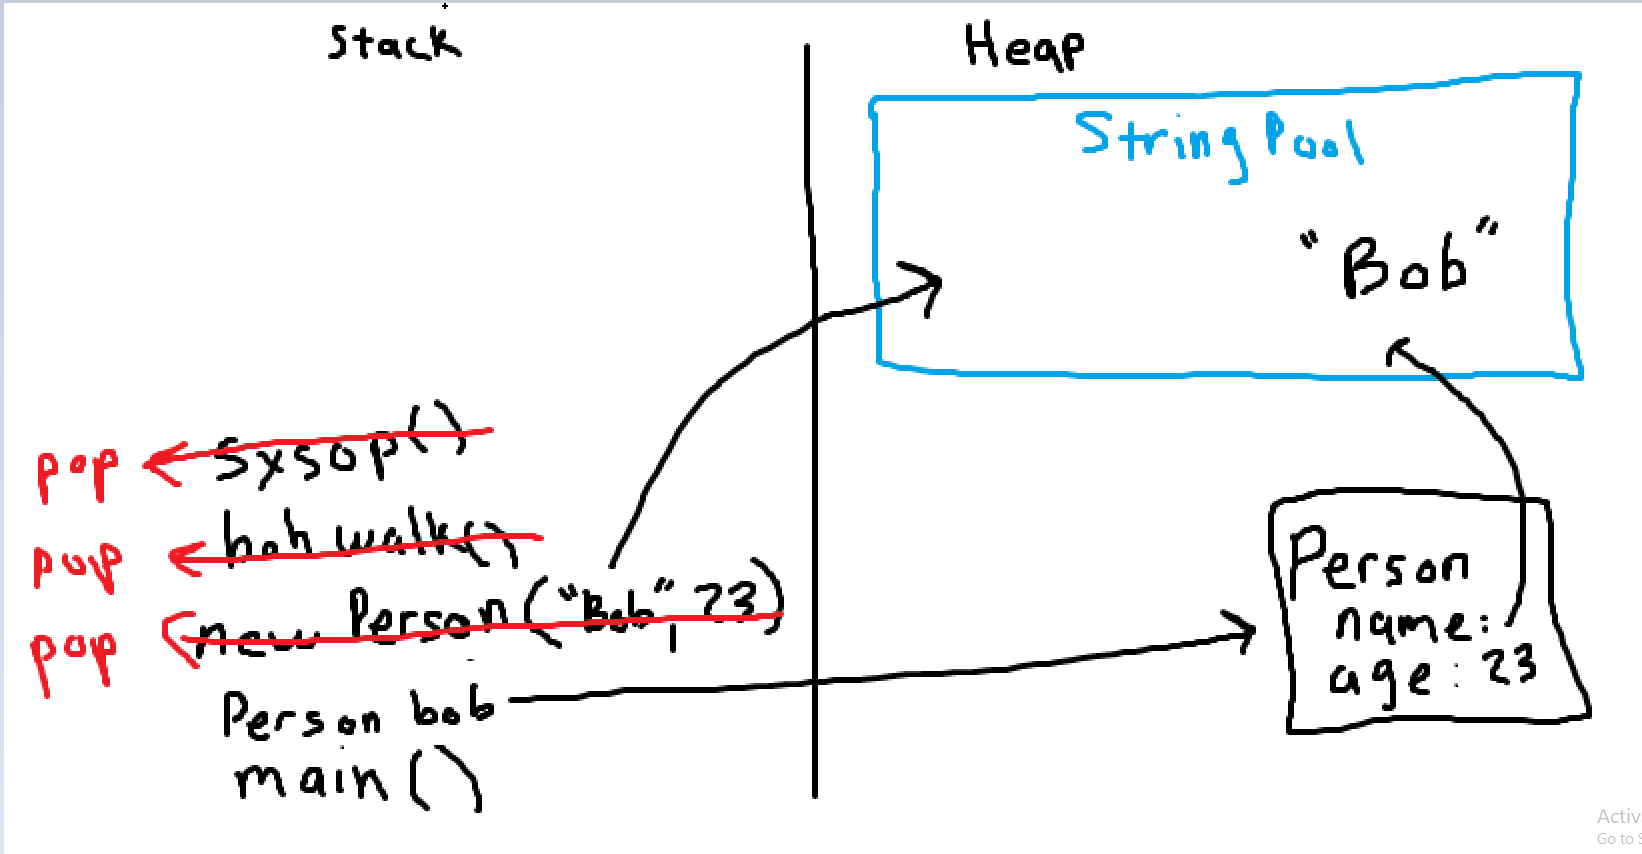 Stack
Heap
String Pool
"Bob"
pop sysop()
pop bob walk()
pop new Person("Bob", 23)
Person bob
main()
Person
name:
age: 23
Activ
Go to S